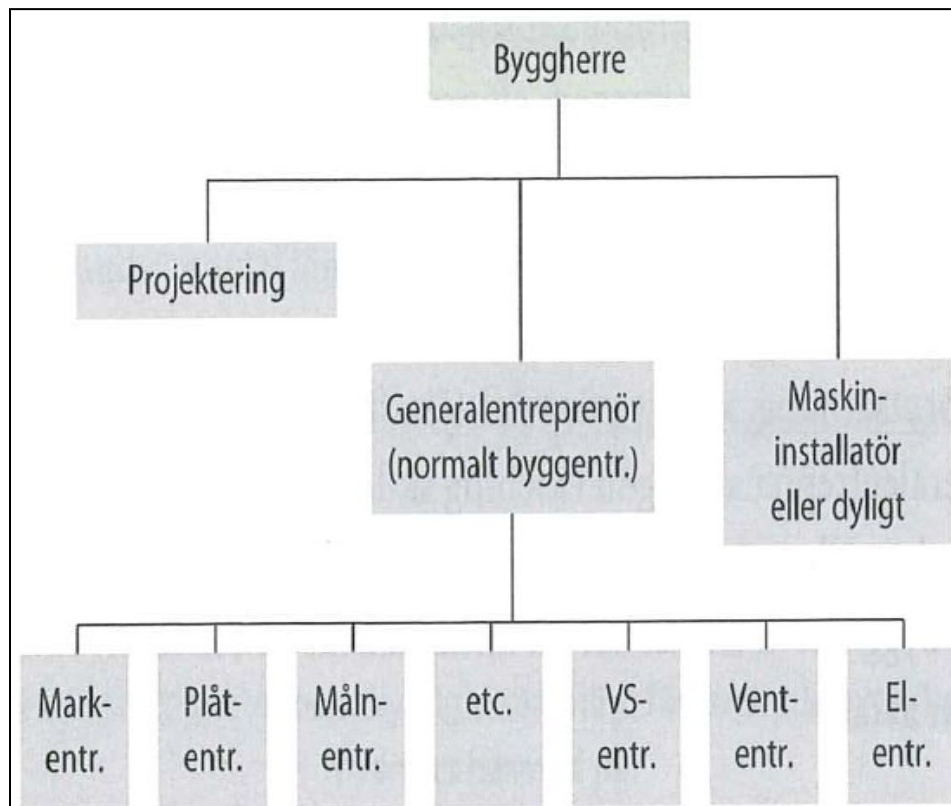 Byggherre
Projektering
Generalentreprenör
(normalt byggentr.)
Maskin-
installatör
eller dyligt
Mark-
entr.
Plåt-
entr.
Måln-
entr.
etc.
VS-
entr.
Vent-
entr.
El-
entr.